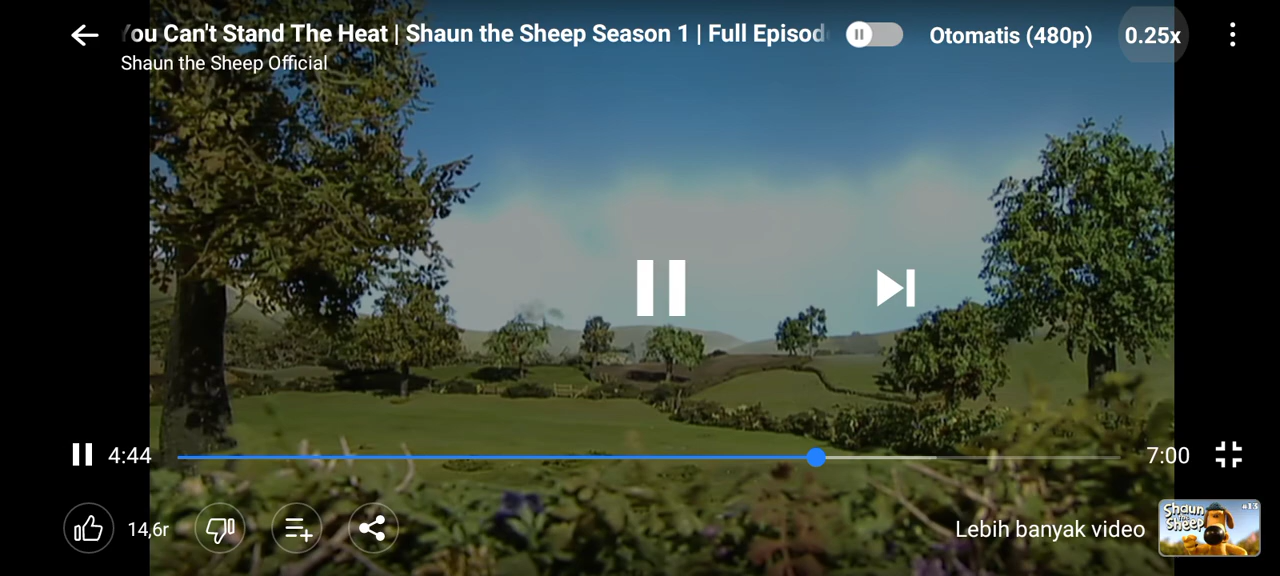 ou Can't Stand The Heat | Shaun the Sheep Season 1 | Full Episod
Otomatis (480p)
0.25x
Shaun the Sheep Official
4:44
7:00
14,6r
Lebih banyak video
Shaun
the
Sheep
#13